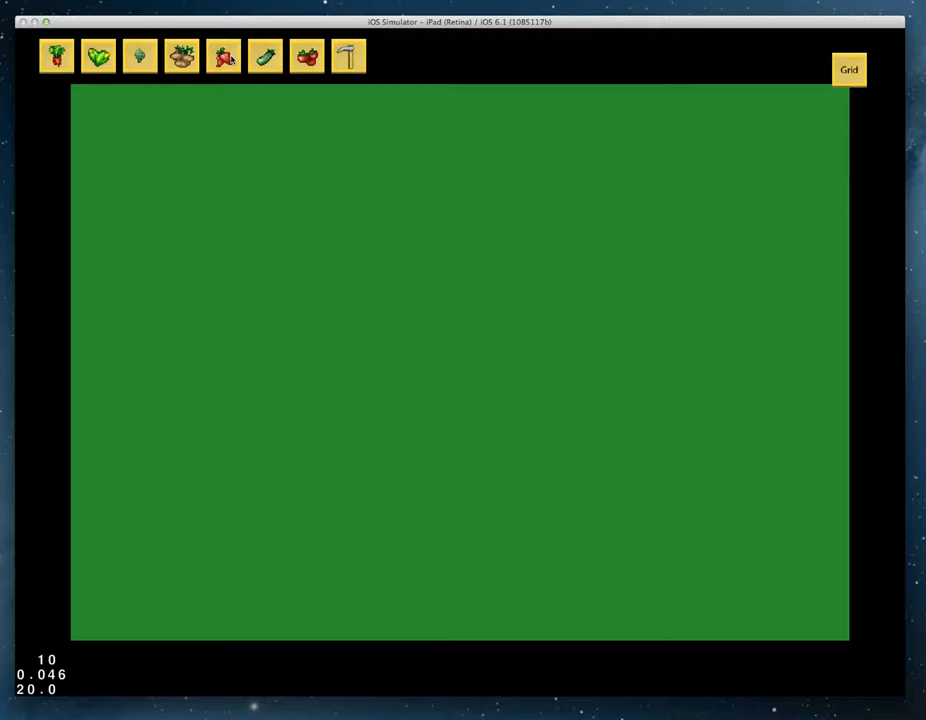 iOS Simulator – iPad (Retina) / iOS 6.1 (10B5117b)
Grid
10
0.046
20.0